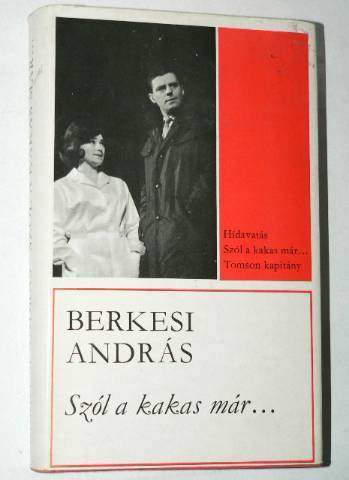 Hídavatás
Szól a kakas már...
Tomson kapitány
BERKESI
ANDRÁS
Szól a kakas már...